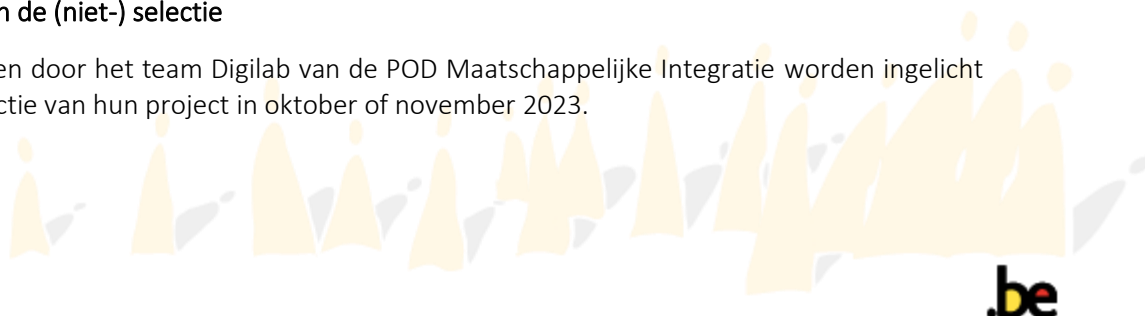 n de (niet-) selectie
en door het team Digilab van de POD Maatschappelijke Integratie worden ingelicht
ctie van hun project in oktober of november 2023.
.be